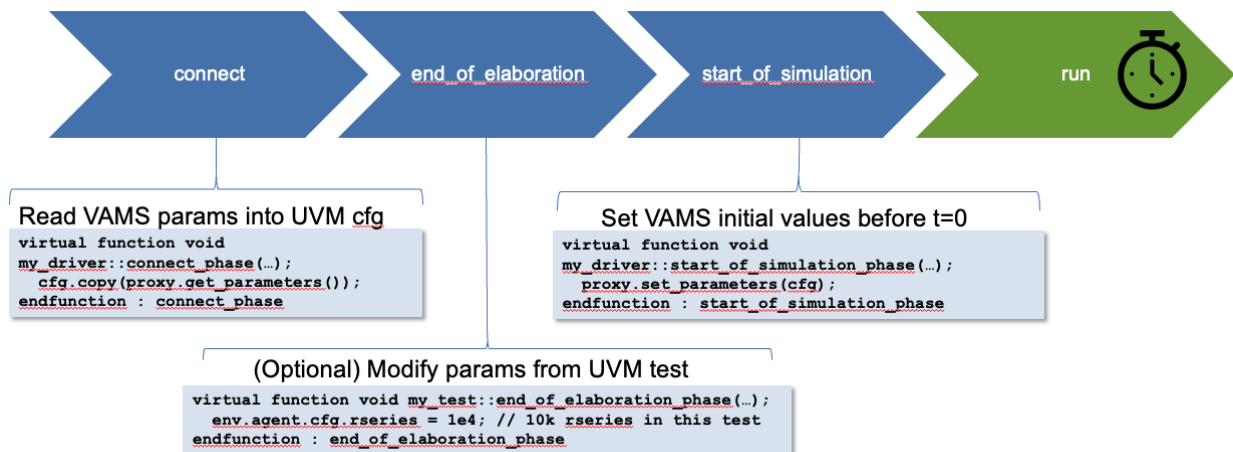 connect
end_of_elaboration
start_of_simulation
run
Read VAMS params into UVM cfg
virtual function void
my_driver::connect_phase(…);
cfg.copy(proxy.get_parameters());
endfunction : connect_phase
Set VAMS initial values before t=0
virtual function void
my_driver::start_of_simulation_phase(…);
proxy.set_parameters(cfg);
endfunction : start_of_simulation_phase
(Optional) Modify params from UVM test
virtual function void my_test::end_of_elaboration_phase(…);
env.agent.cfg.rseries = 1e4; // 10k rseries in this test
endfunction : end_of_elaboration_phase